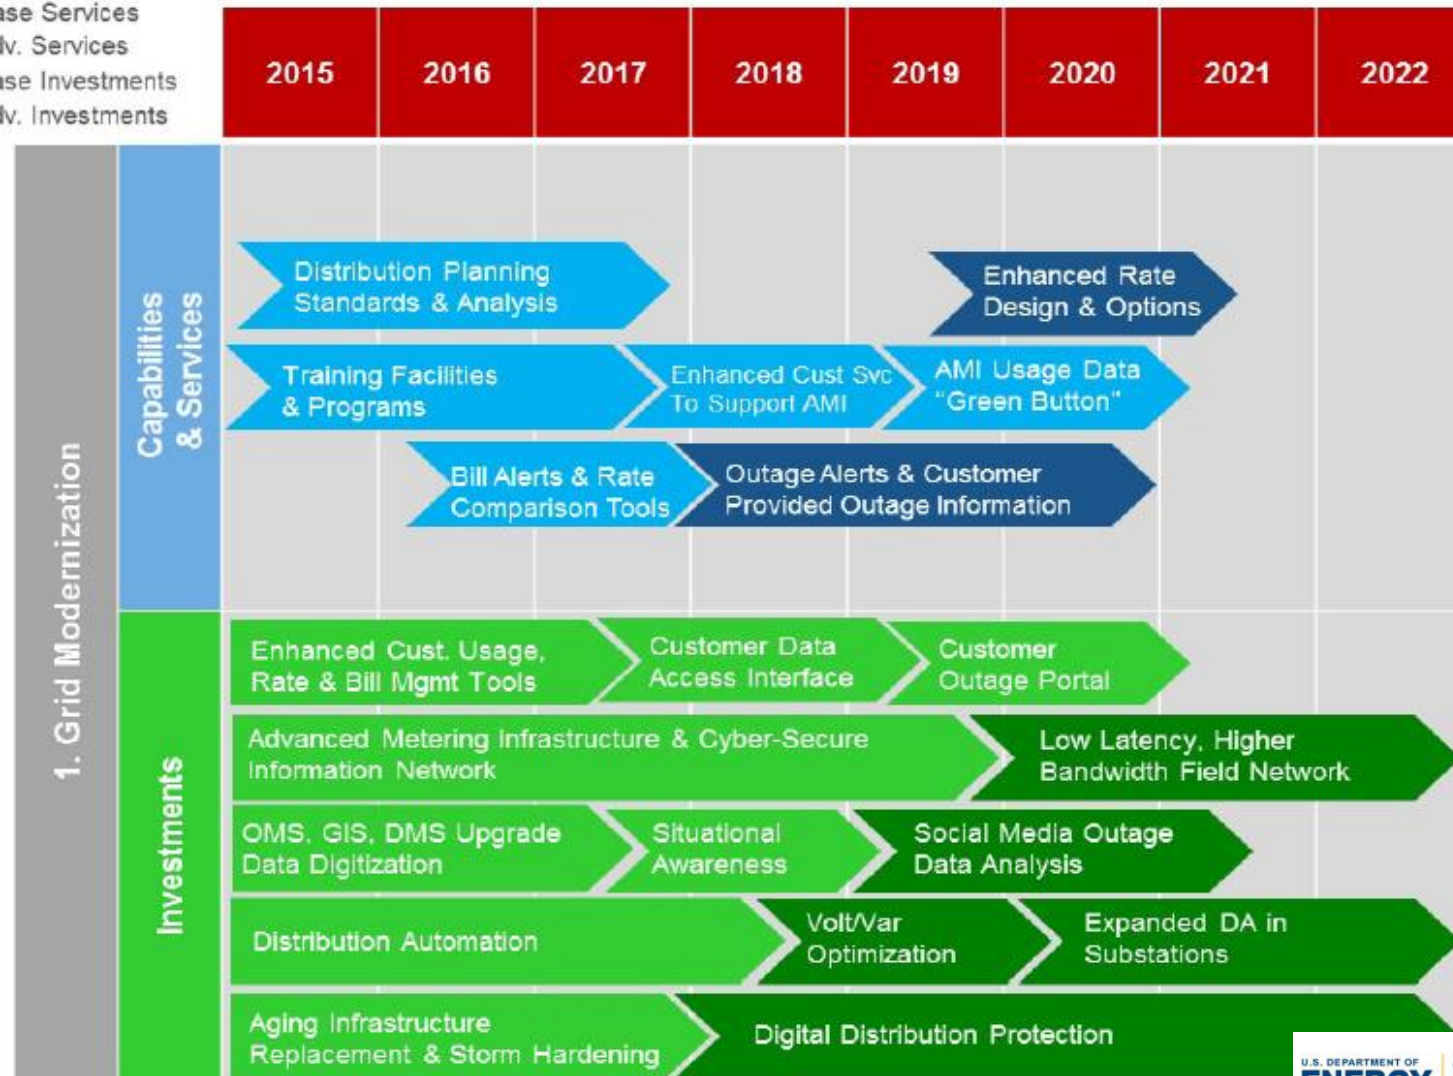 ase Services
dv. Services
ase Investments
dv. Investments
2015 2016 2017 2018 2019 2020 2021 2022
1. Grid Modernization
Capabilities
& Services
Distribution Planning
Standards & Analysis
Enhanced Rate
Design & Options
Training Facilities
& Programs
Enhanced Cust Svc
To Support AMI
AMI Usage Data
“Green Button”
Bill Alerts & Rate
Comparison Tools
Outage Alerts & Customer
Provided Outage Information
Investments
Enhanced Cust. Usage,
Rate & Bill Mgmt Tools
Customer Data
Access Interface
Customer
Outage Portal
Advanced Metering Infrastructure & Cyber-Secure
Information Network
Low Latency, Higher
Bandwidth Field Network
OMS, GIS, DMS Upgrade
Data Digitization
Situational
Awareness
Social Media Outage
Data Analysis
Distribution Automation
Volt/Var
Optimization
Expanded DA in
Substations
Aging Infrastructure
Replacement & Storm Hardening
Digital Distribution Protection
U.S. DEPARTMENT OF
ENERGY